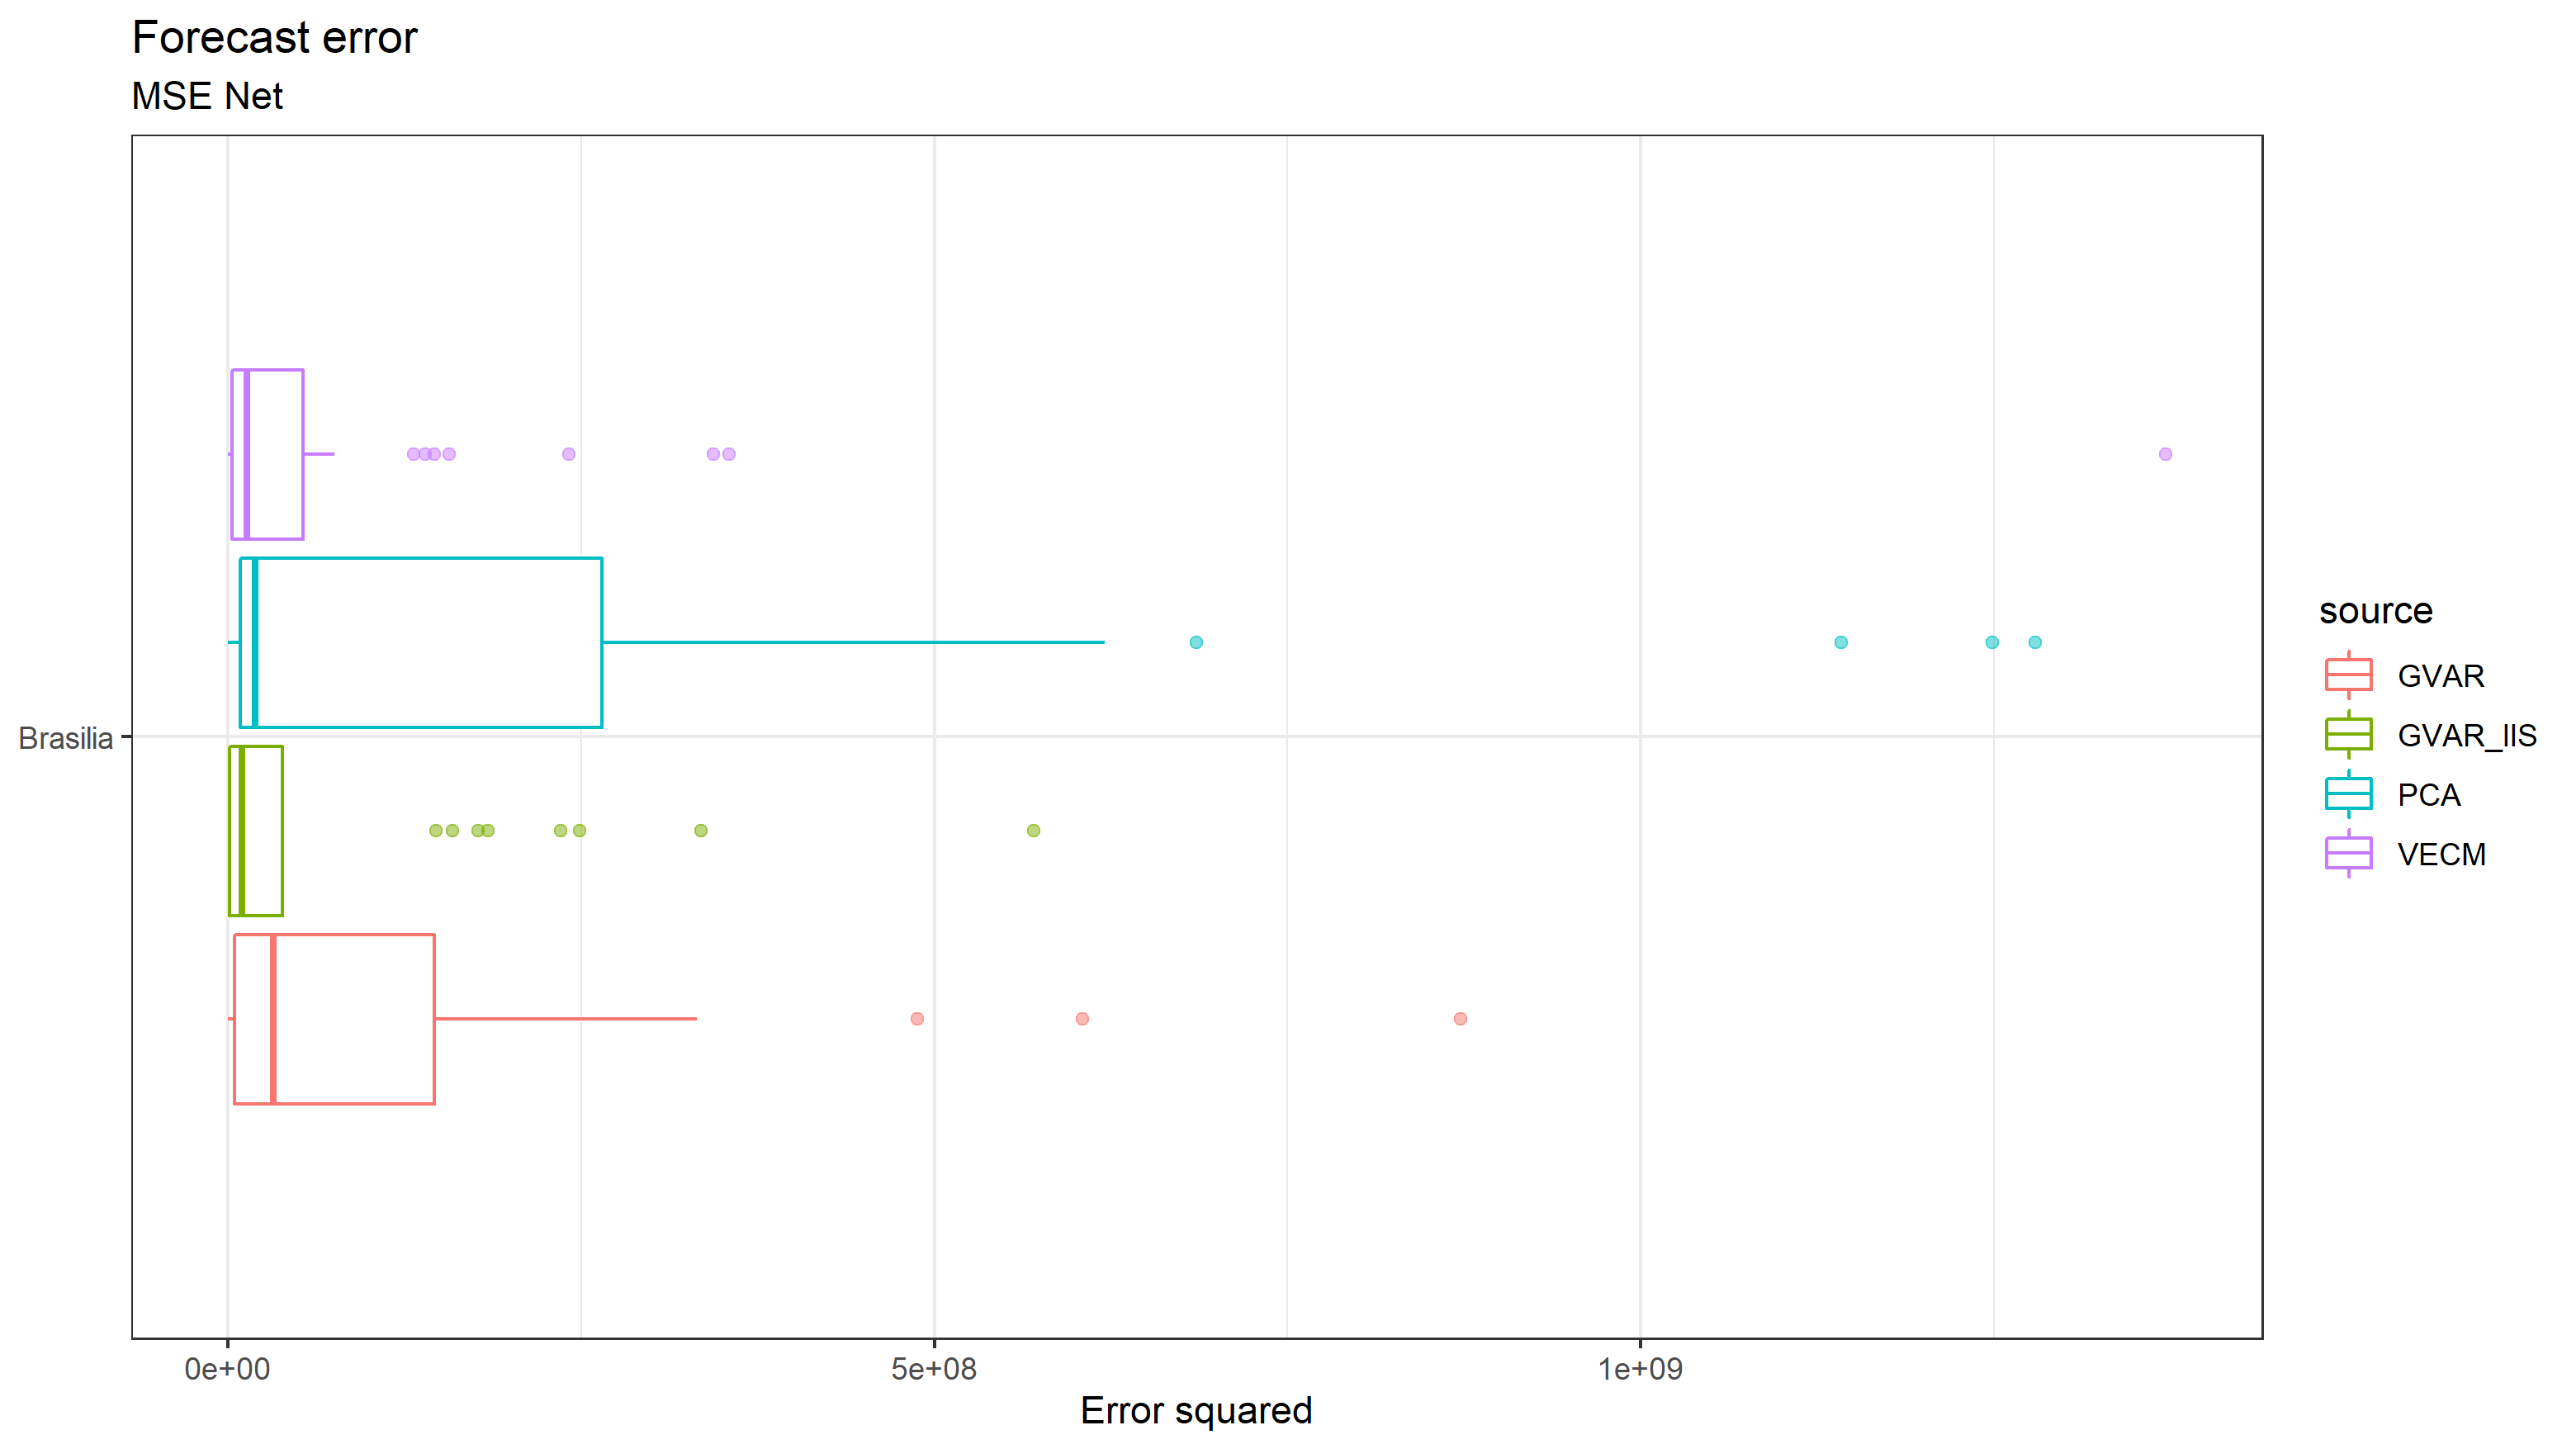 Forecast error
MSE Net
Brasilia
0e+00
5e+08
1e+09
Error squared
source
GVAR
GVAR_IIS
PCA
VECM